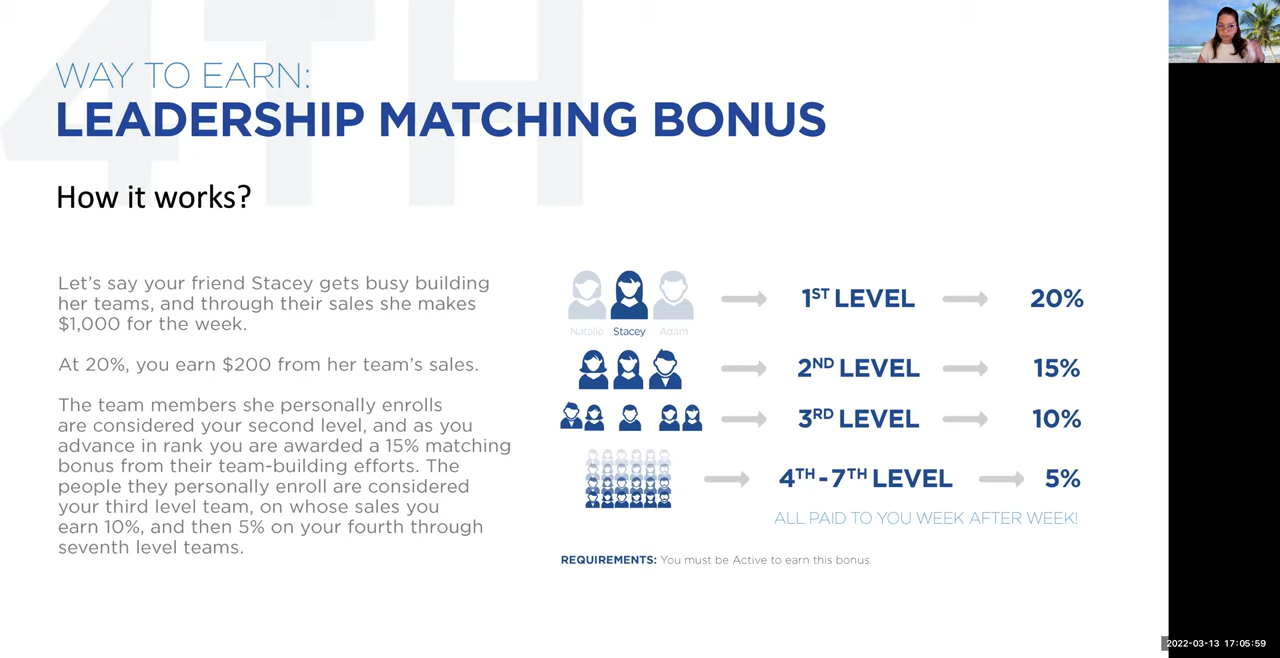 4TH
WAY TO EARN:
LEADERSHIP MATCHING BONUS
How it works?
Let's say your friend Stacey gets busy building
her teams, and through their sales she makes
$1,000 for the week.
At 20%, you earn $200 from her team's sales.
The team members she personally enrolls
are considered your second level, and as you
advance in rank you are awarded a 15% matching
bonus from their team-building efforts. The
people they personally enroll are considered
your third level team, on whose sales you
earn 10%, and then 5% on your fourth through
seventh level teams.
Natalie Stacey Adam
1ST LEVEL 20%
2ND LEVEL 15%
3RD LEVEL 10%
4TH-7TH LEVEL 5%
ALL PAID TO YOU WEEK AFTER WEEK!
REQUIREMENTS: You must be Active to earn this bonus.
2022-03-13 17:05:59